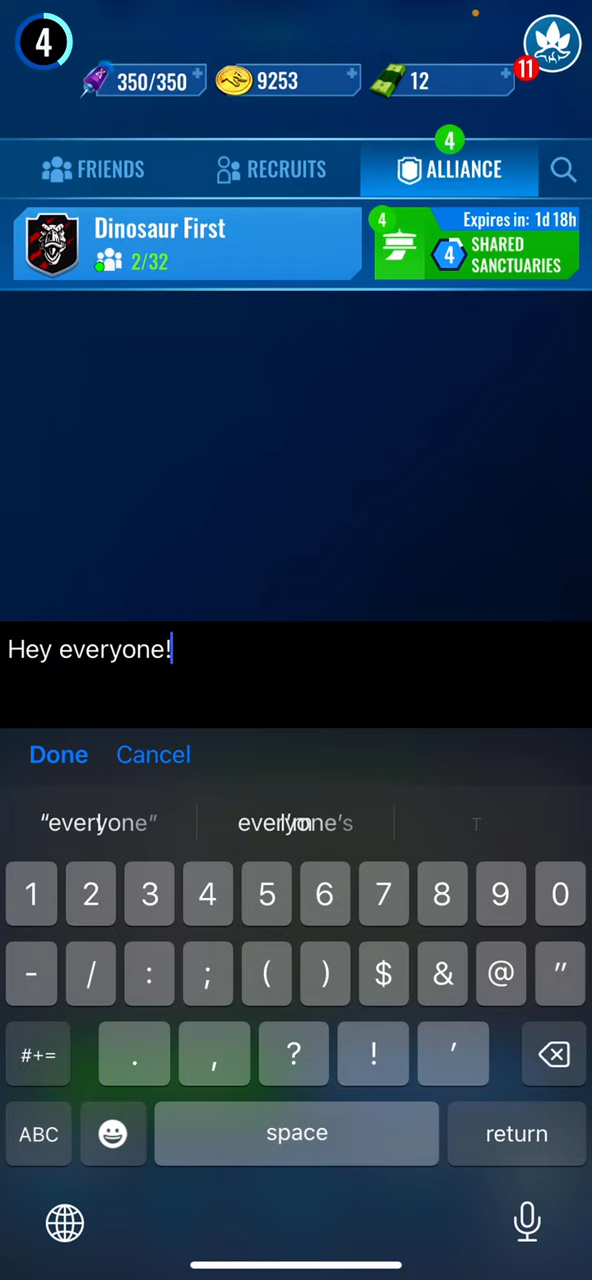 4
350/350
9253
12
11
FRIENDS
RECRUITS
4
ALLIANCE
Dinosaur First
2/32
4
Expires in: 1d 18h
4
SHARED
SANCTUARIES
Hey everyone!
Done Cancel
1 2 3 4 5 6 7 8 9 0
- / : ; ( ) $ & @ "
#+= . , ? ! '
ABC space return